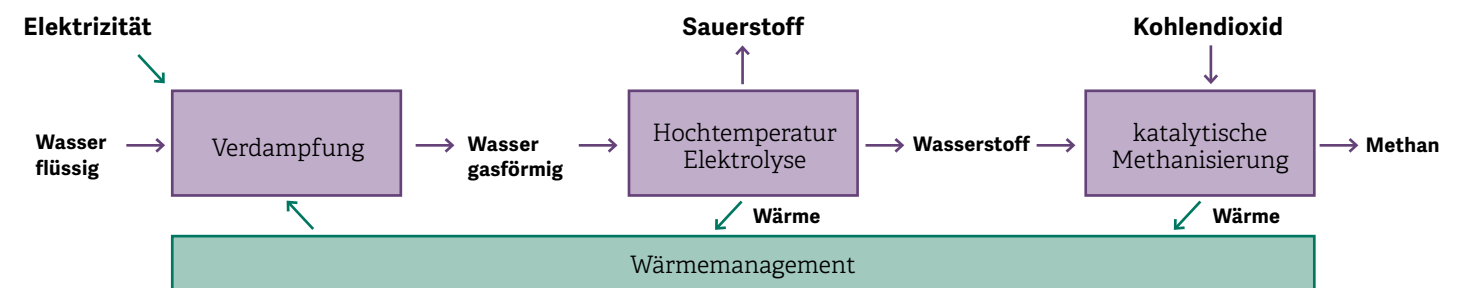 Elektrizität
Sauerstoff
Kohlendioxid
Wasser
flüssig
Verdampfung
Wasser
gasförmig
Hochtemperatur
Elektrolyse
Wasserstoff
katalytische
Methanisierung
Methan
Wärme
Wärme
Wärmemanagement